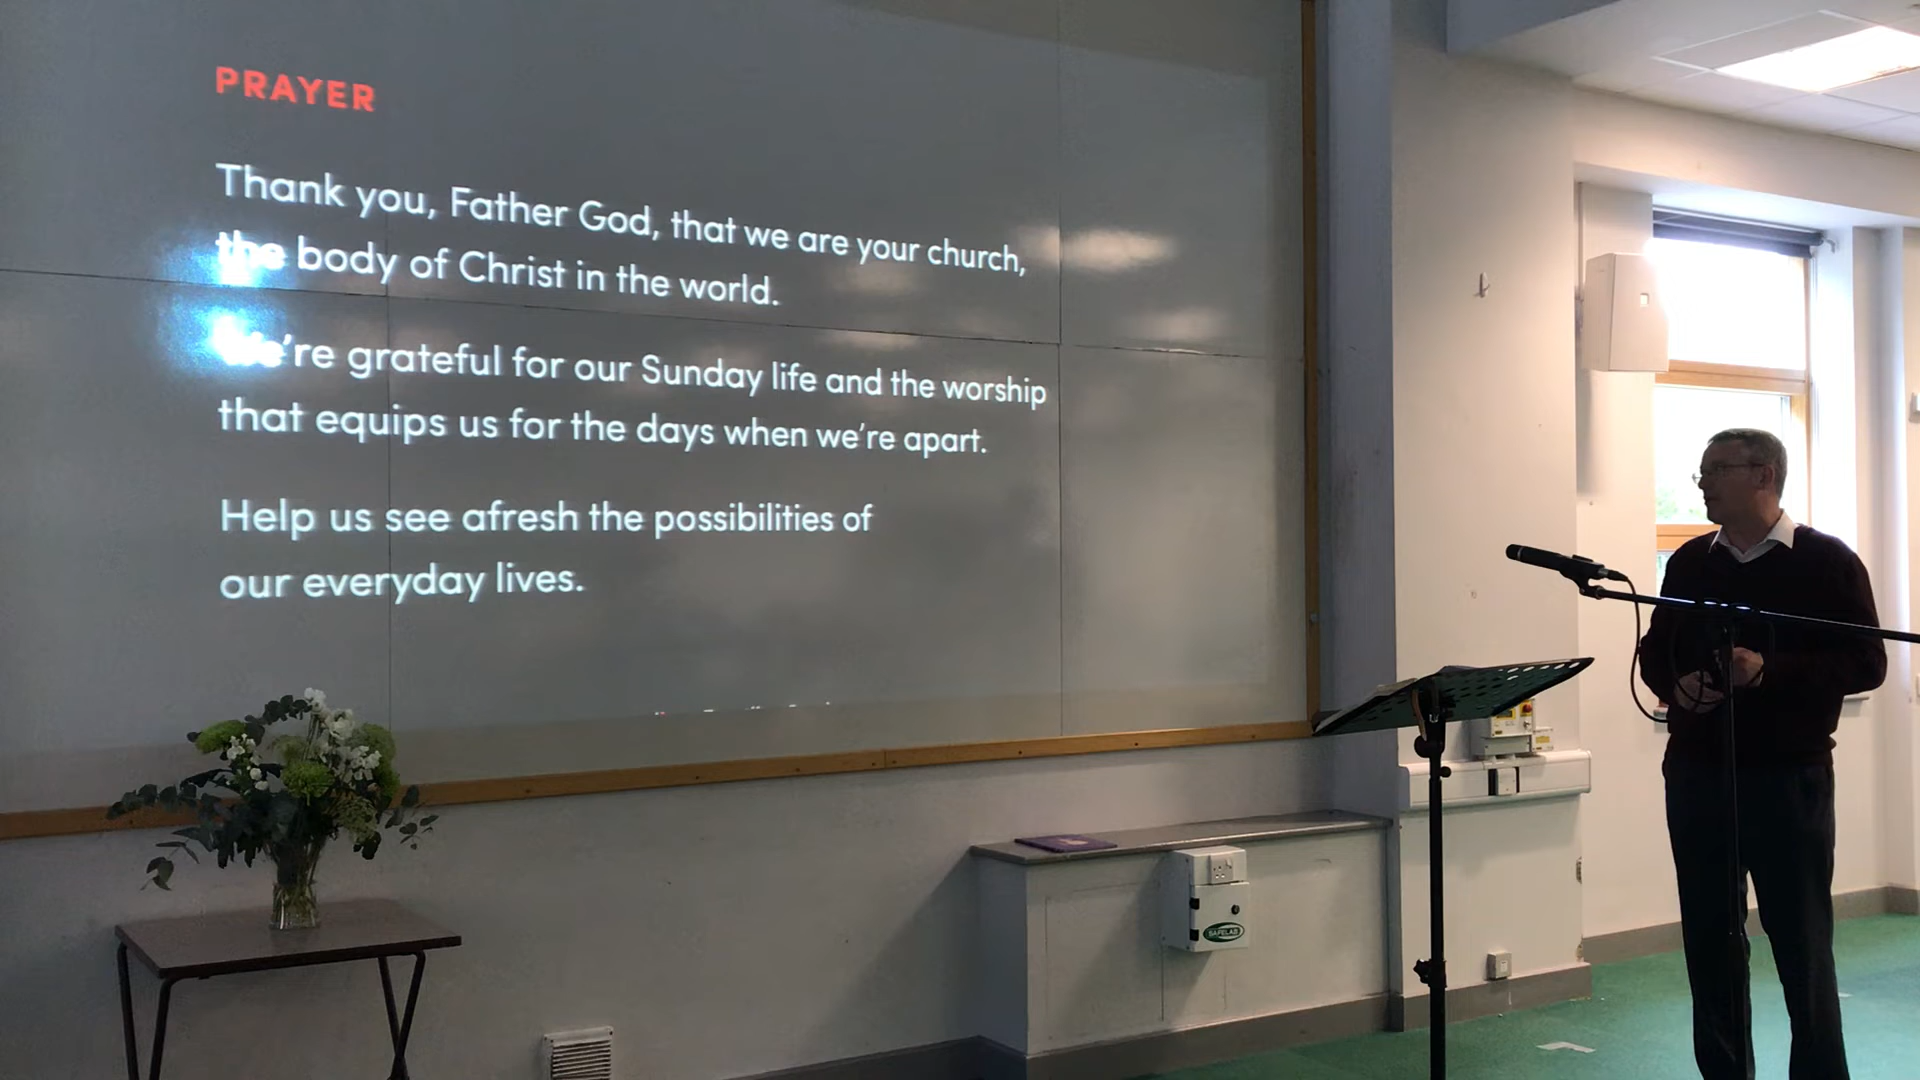 PRAYER
Thank you, Father God, that we are your church,
the body of Christ in the world.
We're grateful for our Sunday life and the worship
that equips us for the days when we're apart.
Help us see afresh the possibilities of
our everyday lives.
SAFELAB